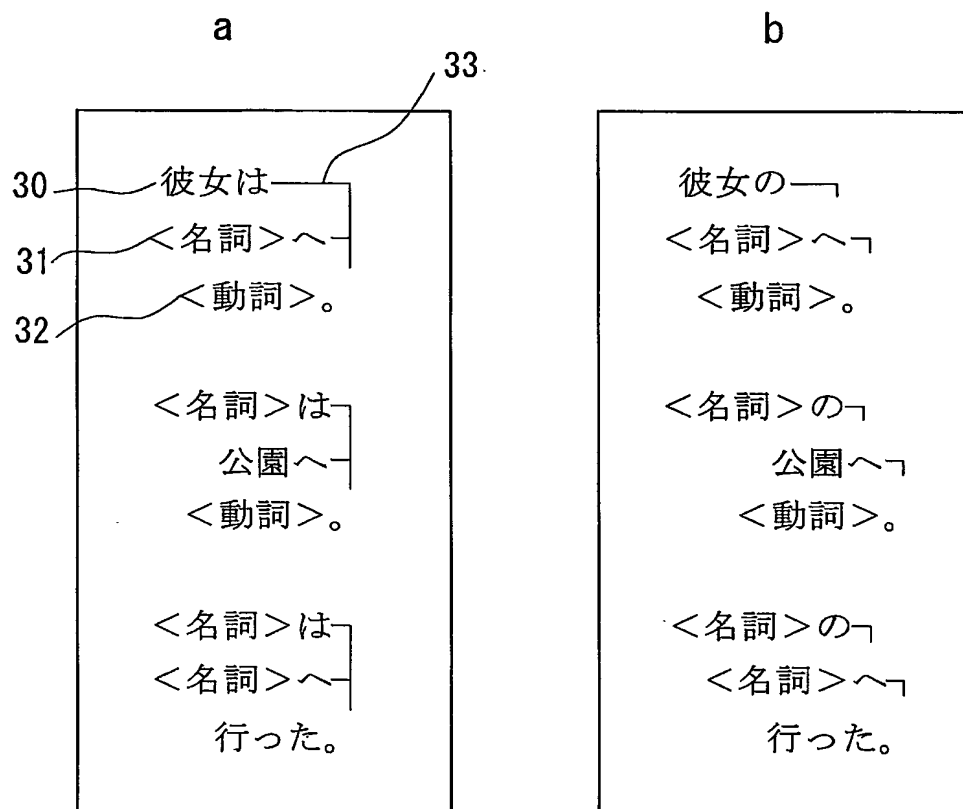 a
33
30
彼女は
<名詞>へ
31
<動詞>。
32
<名詞>は
公園へ
<動詞>。
<名詞>は
<名詞>へ
行った。
b
彼女の
<名詞>へ
<動詞>。
<名詞>の
公園へ
<動詞>。
<名詞>の
<名詞>へ
行った。